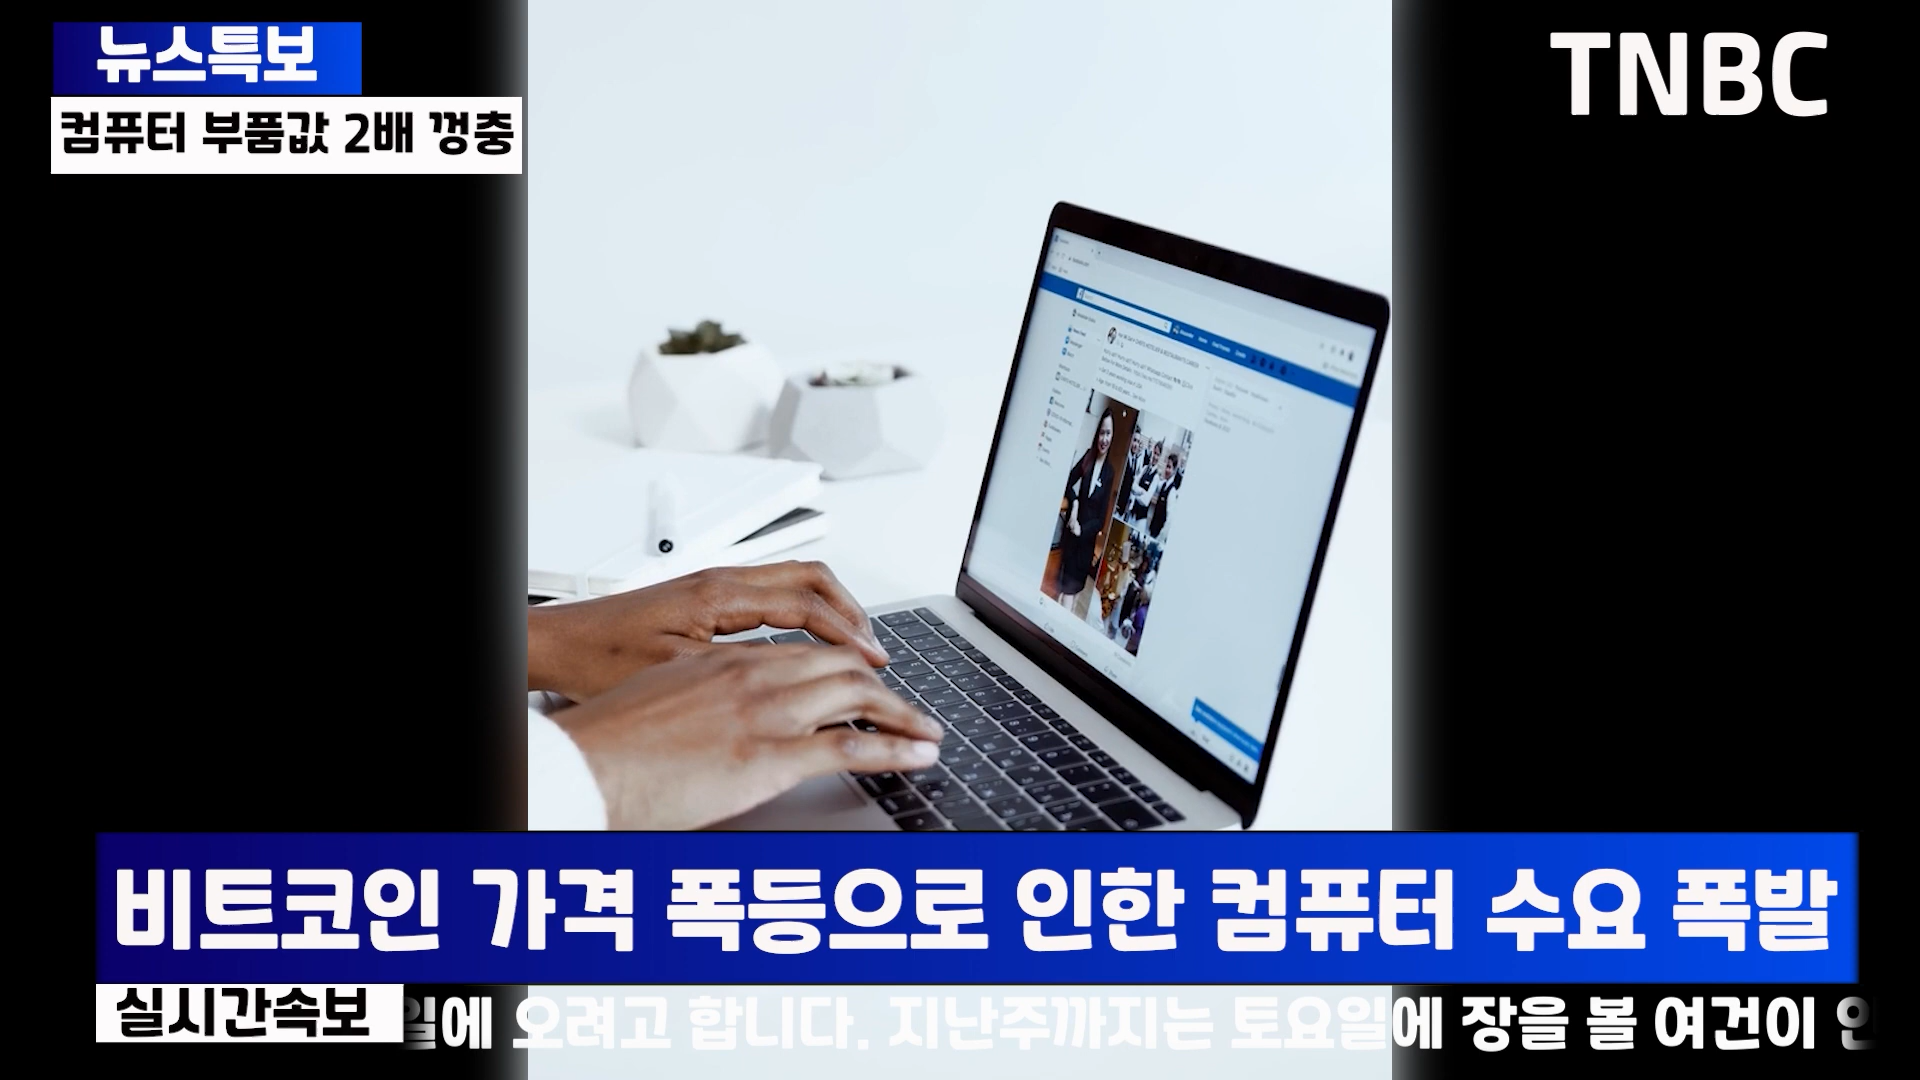 뉴스특보
TNBC
컴퓨터 부품값 2배 껑충
비트코인 가격 폭등으로 인한 컴퓨터 수요 폭발
실시간속보
일에 오려고 합니다. 지난주까지는 토요일에 장을 볼 여건이